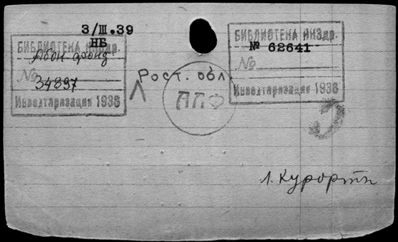 3/III.39
НБ
БИБЛИОТЕКА ИНЗдр.
Абон фонд
№ 34897
Инвентаризация 1938
Рост. обл.
ППФ
БИБЛИОТЕКА ИНЗдр.
№ 62641
№
Инвентаризация 1938
1. Курорты